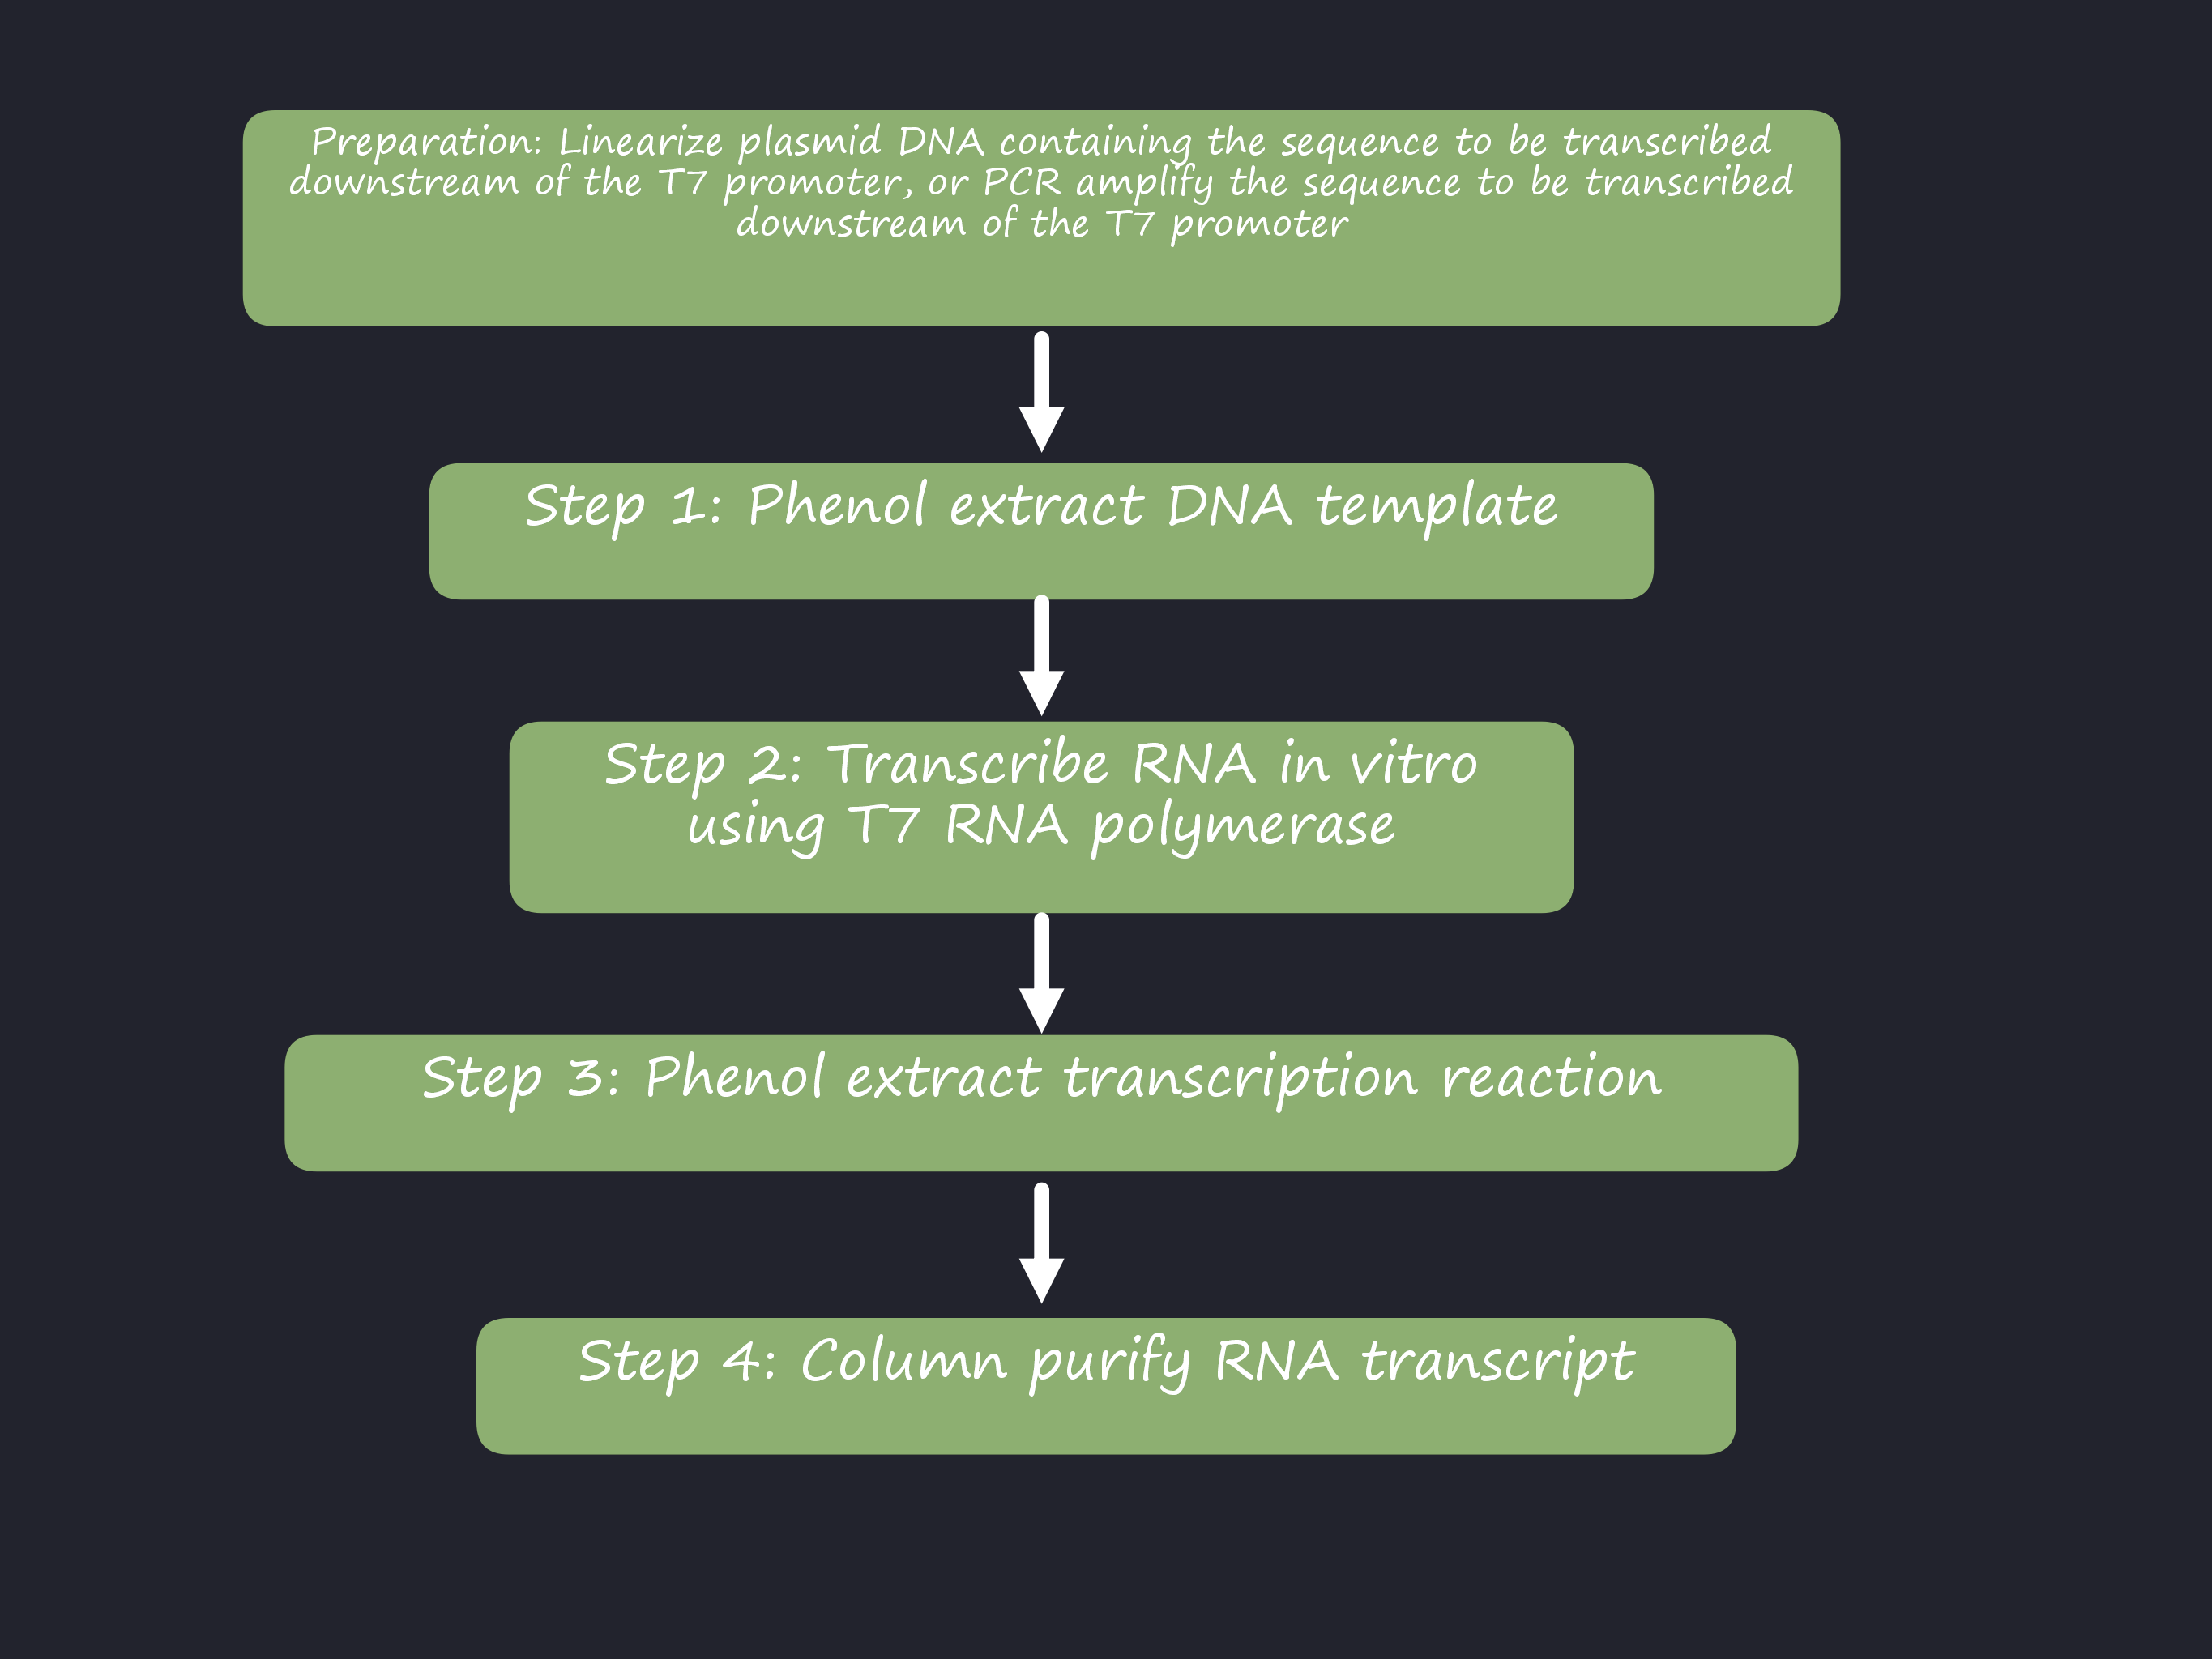 Preparation: Linearize plasmid DNA containing the sequence to be transcribed
downstream of the T7 promoter, or PCR amplify the sequence to be transcribed
downstream of the T7 promoter
Step 1: Phenol extract DNA template
Step 2: Transcribe RNA in vitro
using T7 RNA polymerase
Step 3: Phenol extract transcription reaction
Step 4: Column purify RNA transcript